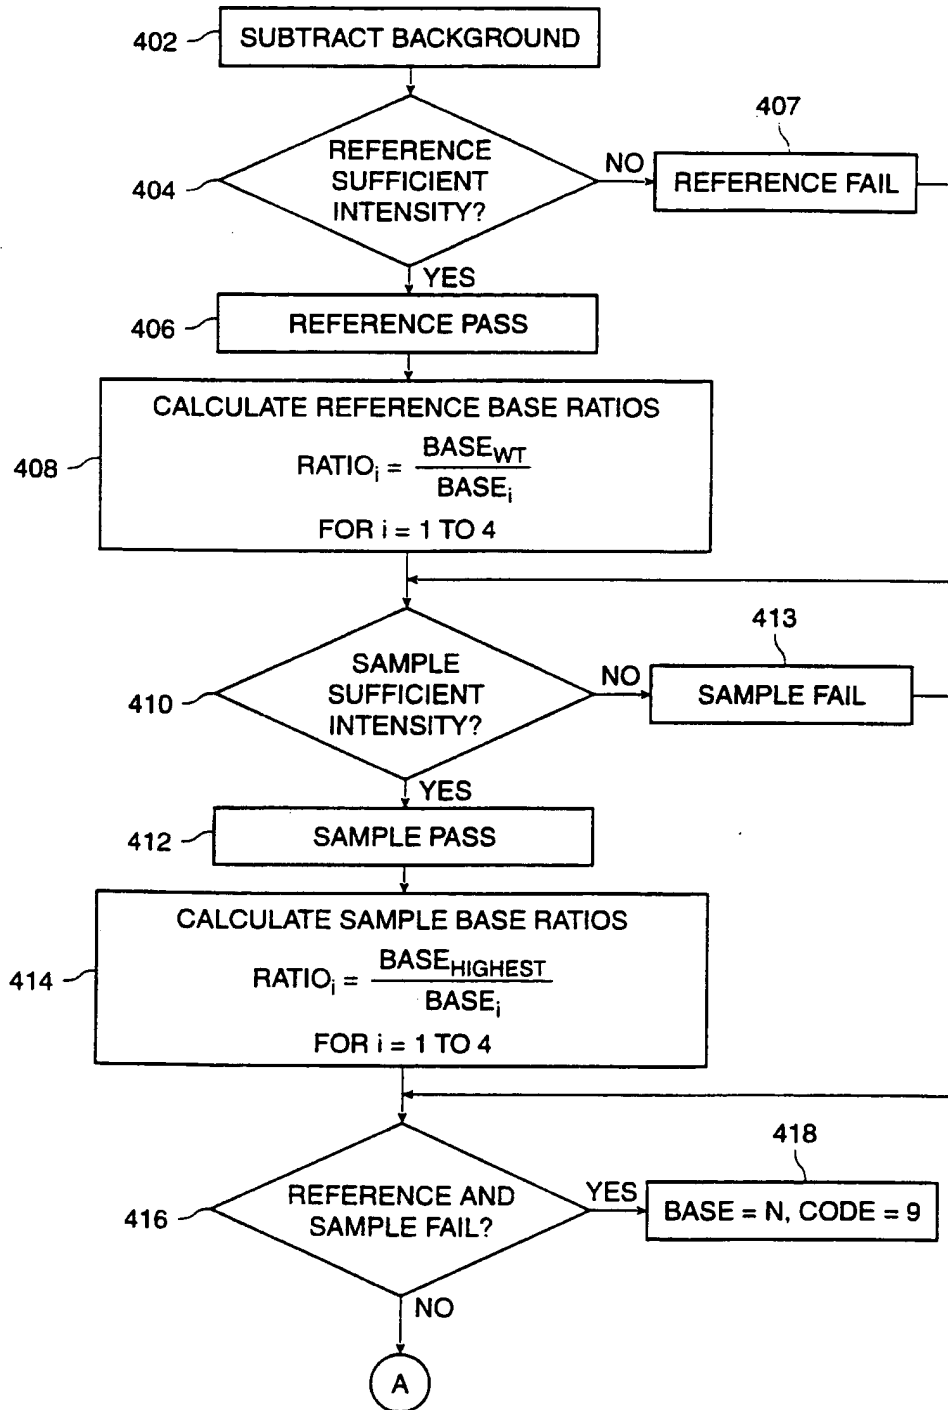 402
SUBTRACT BACKGROUND
407
404
REFERENCE
SUFFICIENT
INTENSITY?
NO
REFERENCE FAIL
YES
406
REFERENCE PASS
408
CALCULATE REFERENCE BASE RATIOS
RATIOi = BASEWT / BASEi
FOR i = 1 TO 4
413
410
SAMPLE
SUFFICIENT
INTENSITY?
NO
SAMPLE FAIL
YES
412
SAMPLE PASS
414
CALCULATE SAMPLE BASE RATIOS
RATIOi = BASEHIGHEST / BASEi
FOR i = 1 TO 4
418
416
REFERENCE AND
SAMPLE FAIL?
YES
BASE = N, CODE = 9
NO
A